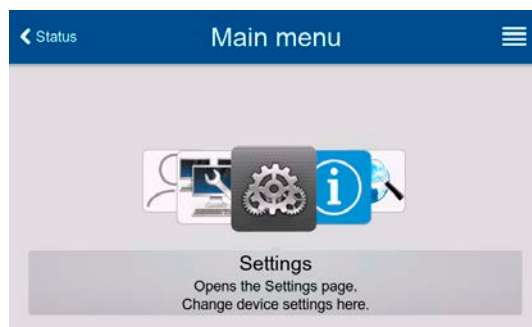 Status
Main menu
Settings
Opens the Settings page.
Change device settings here.